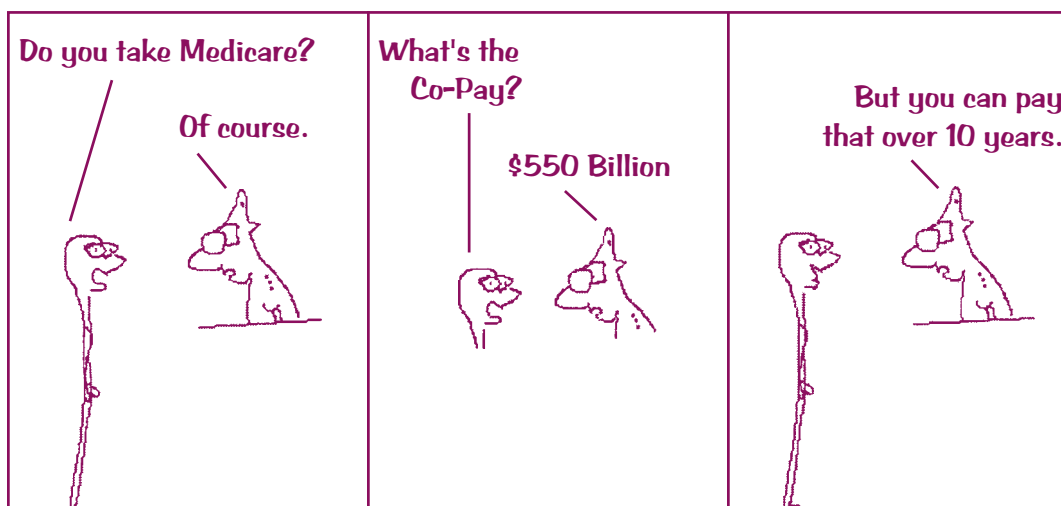 Do you take Medicare?
Of course.
What's the
Co-Pay?
$550 Billion
But you can pay
that over 10 years.